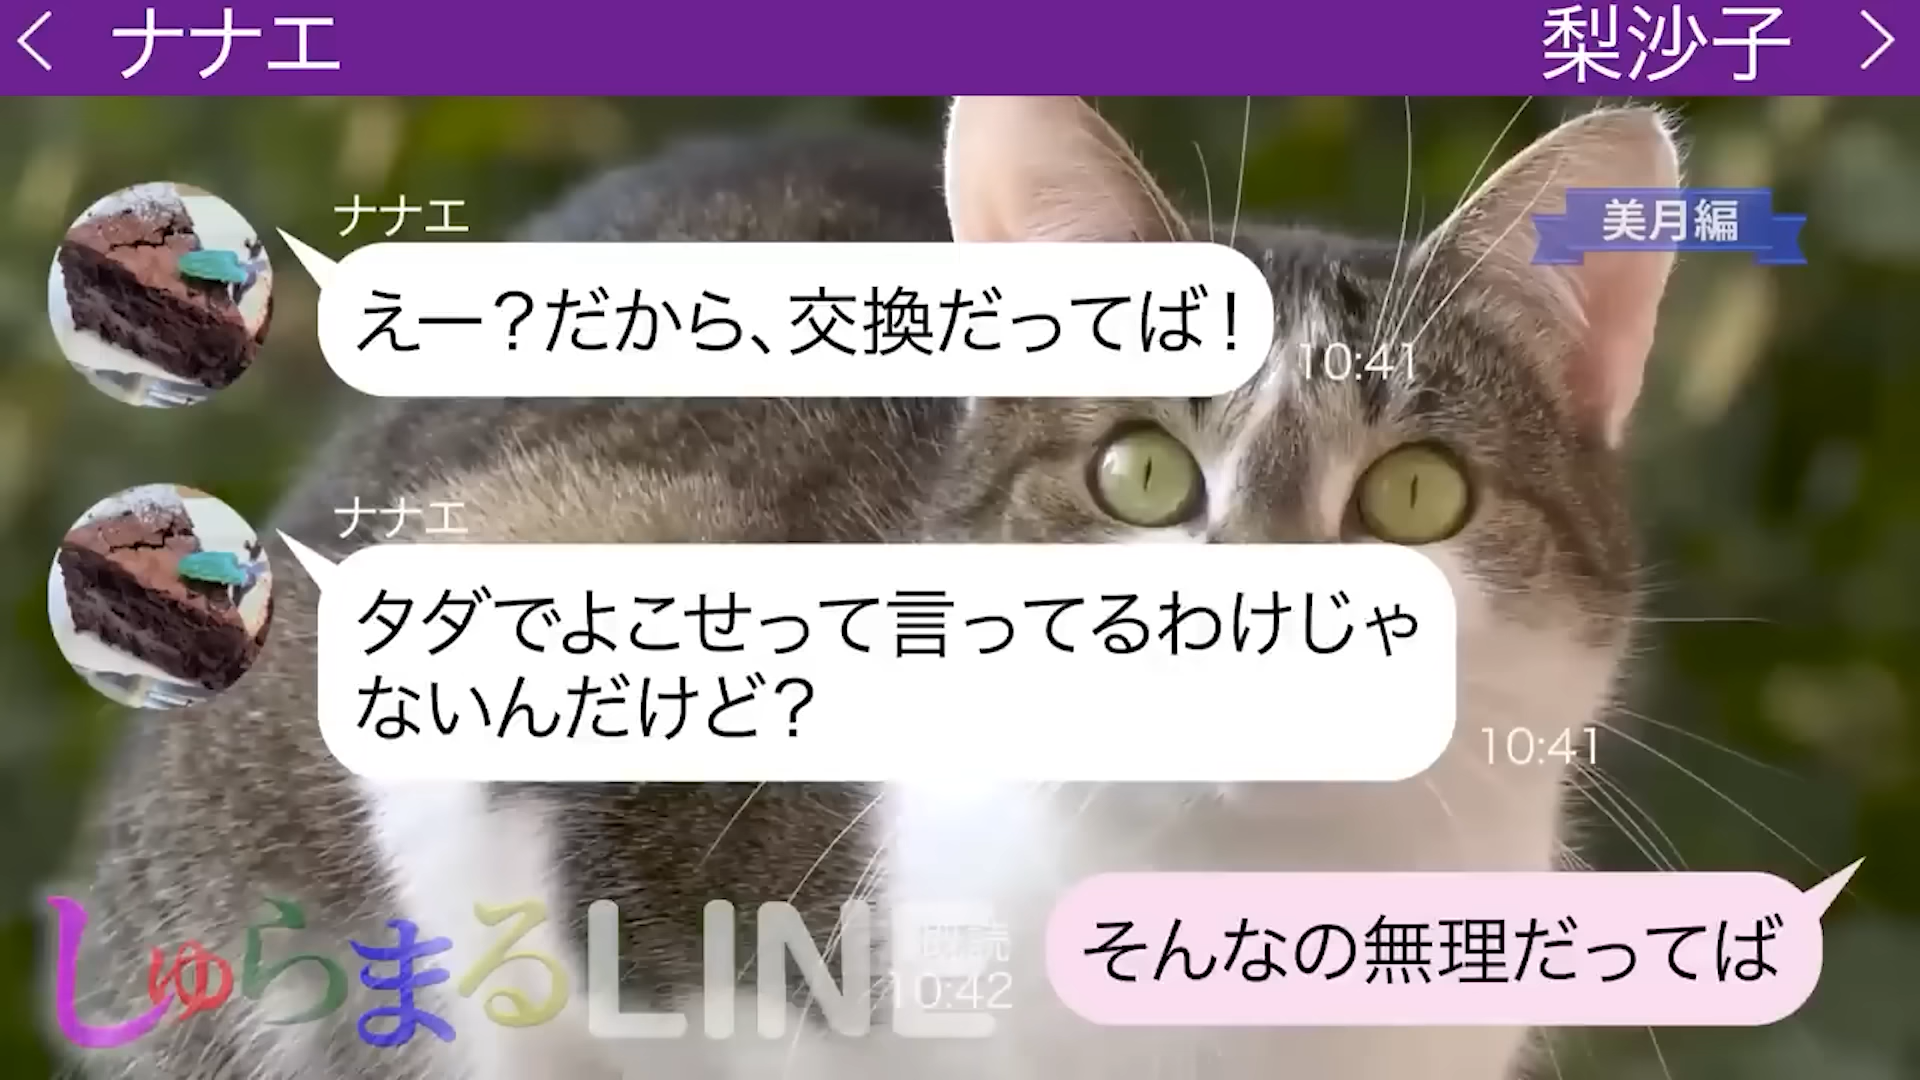 ナナエ
梨沙子
美月編
ナナエ
えー?だから、交換だってば!
10:41
ナナエ
タダでよこせって言ってるわけじゃ
ないんだけど?
10:41
そんなの無理だってば
既読
10:42
しゅらまるLINE